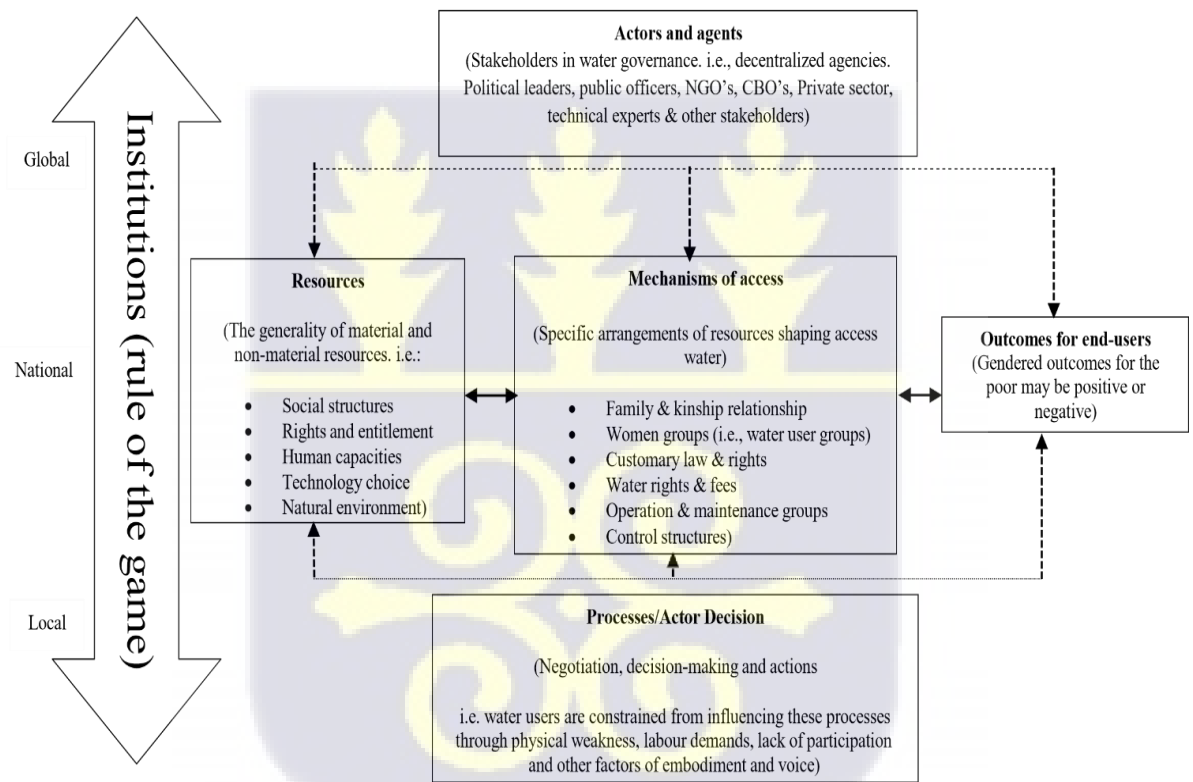 Actors and agents
(Stakeholders in water governance. i.e., decentralized agencies.
Political leaders, public officers, NGO’s, CBO’s, Private sector,
technical experts & other stakeholders)
Institutions (rule of the game)
Global
National
Local
Resources
(The generality of material and
non-material resources. i.e.:
• Social structures
• Rights and entitlement
• Human capacities
• Technology choice
• Natural environment)
Mechanisms of access
(Specific arrangements of resources shaping access
water)
• Family & kinship relationship
• Women groups (i.e., water user groups)
• Customary law & rights
• Water rights & fees
• Operation & maintenance groups
• Control structures)
Outcomes for end-users
(Gendered outcomes for the
poor may be positive or
negative)
Processes/Actor Decision
(Negotiation, decision-making and actions
i.e. water users are constrained from influencing these processes
through physical weakness, labour demands, lack of participation
and other factors of embodiment and voice)